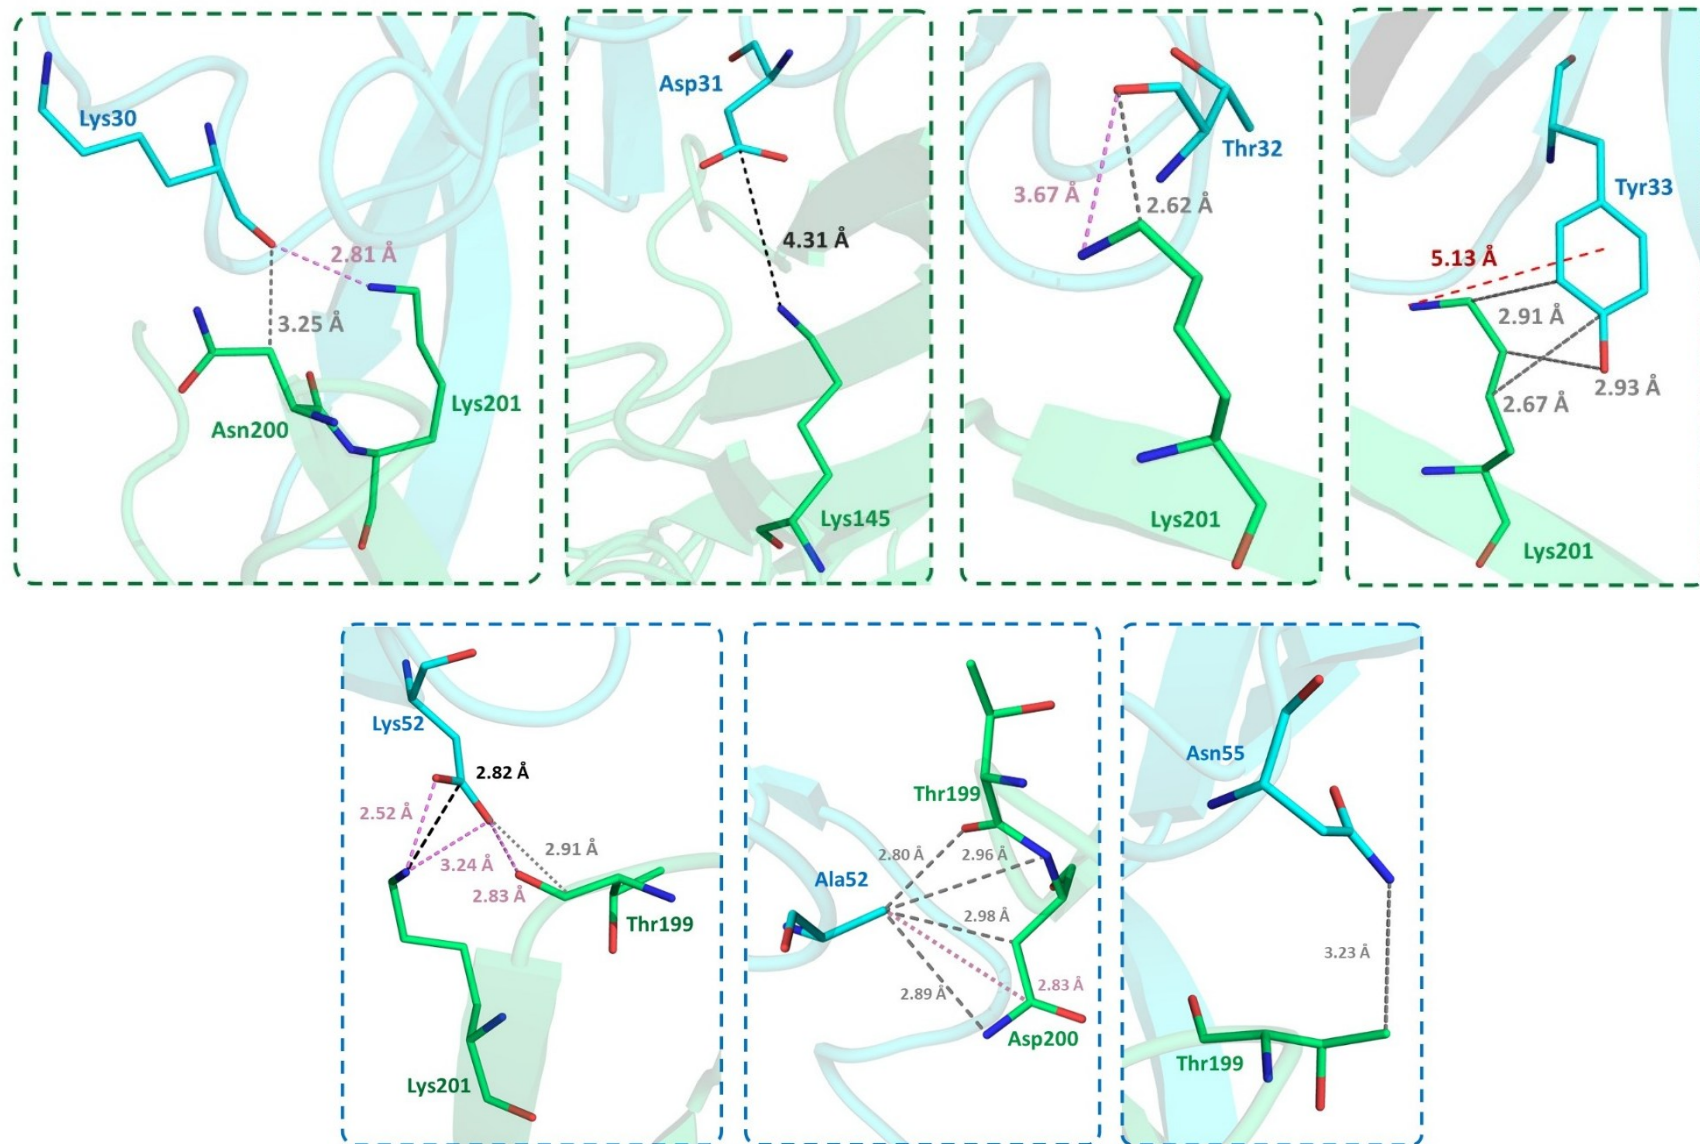 Lys30
2.81 Å
3.25 Å
Asn200
Lys201
Asp31
4.31 Å
Lys145
Thr32
3.67 Å
2.62 Å
Lys201
Tyr33
5.13 Å
2.91 Å
2.67 Å
2.93 Å
Lys201
Lys52
2.82 Å
2.52 Å
3.24 Å
2.91 Å
2.83 Å
Thr199
Lys201
Thr199
2.80 Å
2.96 Å
Ala52
2.98 Å
2.89 Å
2.83 Å
Asp200
Asn55
3.23 Å
Thr199